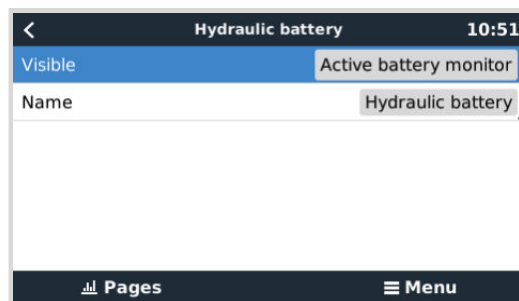 Hydraulic battery 10:51
Visible Active battery monitor
Name Hydraulic battery
Pages Menu